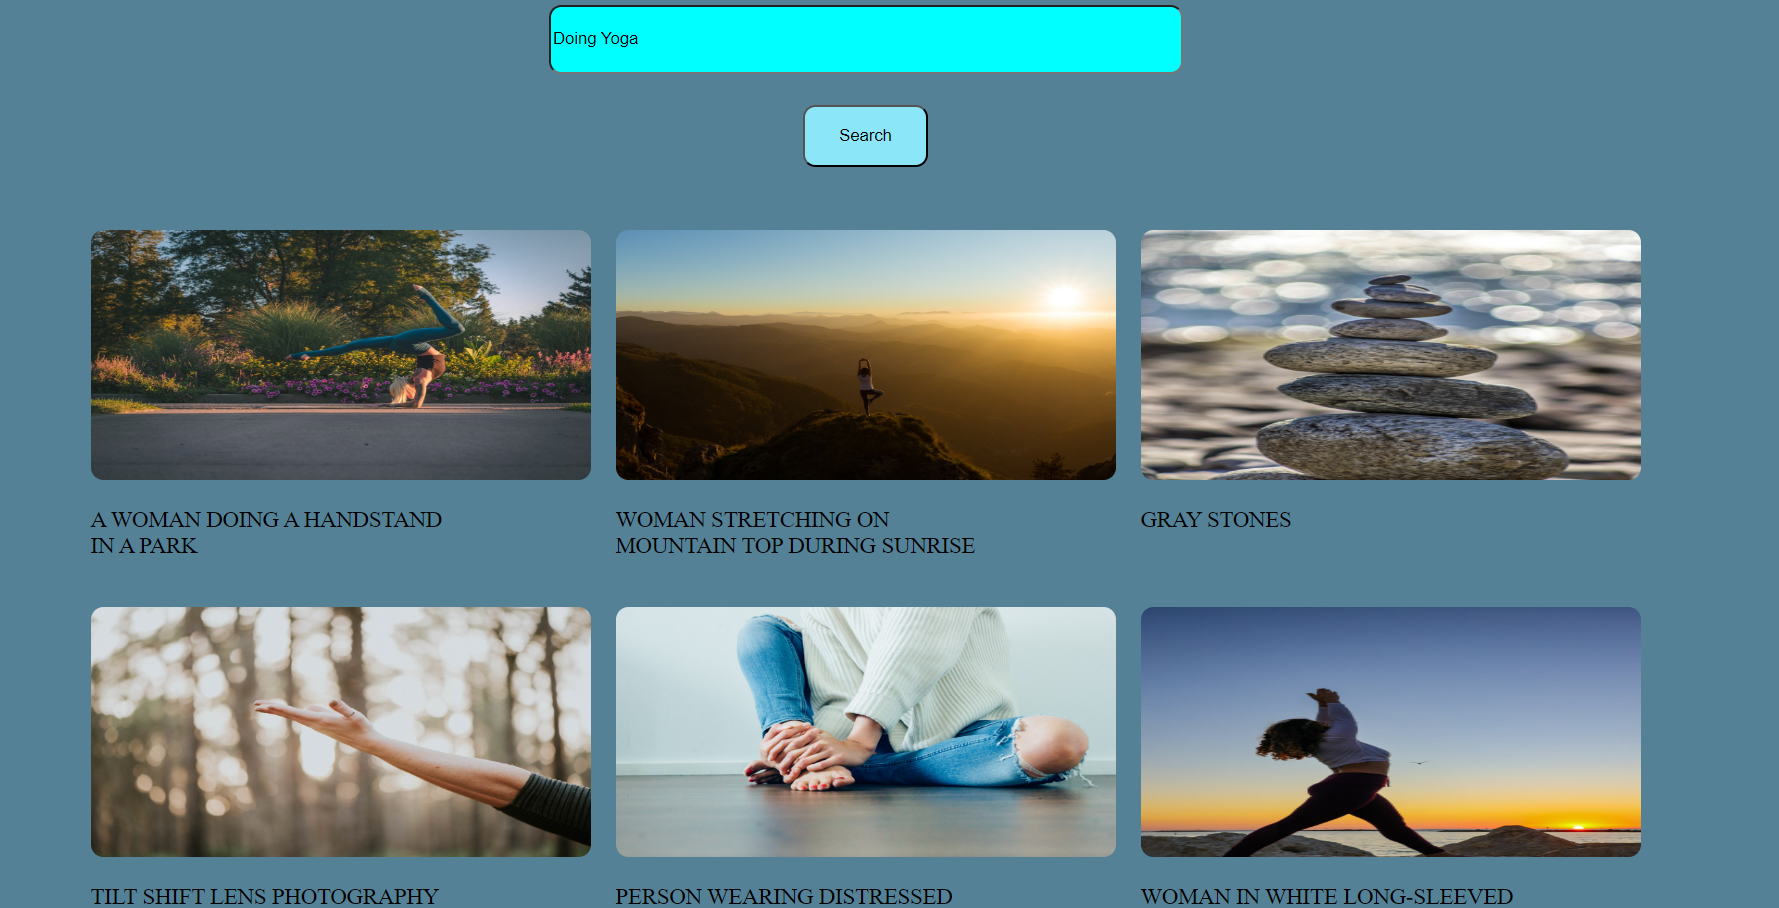 Doing Yoga
Search
A WOMAN DOING A HANDSTAND
IN A PARK
WOMAN STRETCHING ON
MOUNTAIN TOP DURING SUNRISE
GRAY STONES
TILT SHIFT LENS PHOTOGRAPHY
PERSON WEARING DISTRESSED
WOMAN IN WHITE LONG-SLEEVED